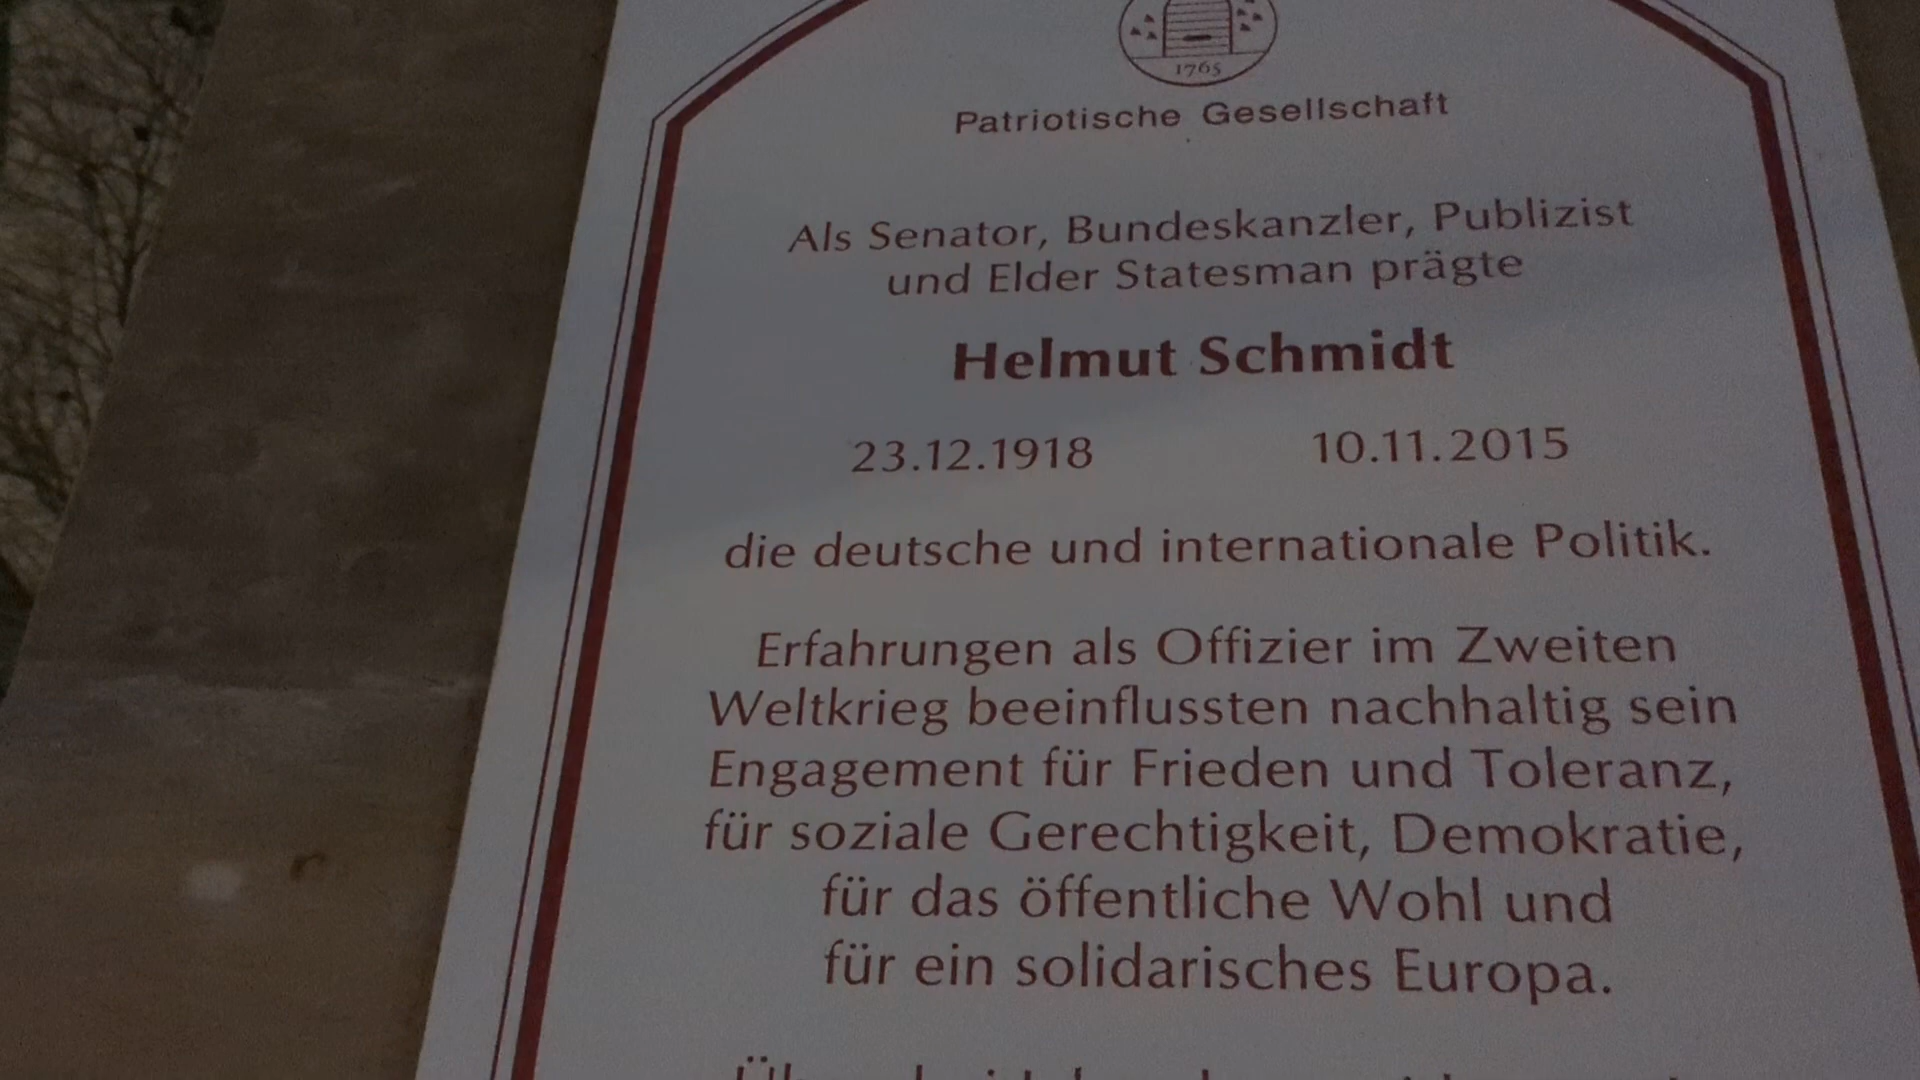 1765
Patriotische Gesellschaft
Als Senator, Bundeskanzler, Publizist
und Elder Statesman prägte
Helmut Schmidt
23.12.1918 10.11.2015
die deutsche und internationale Politik.
Erfahrungen als Offizier im Zweiten
Weltkrieg beeinflussten nachhaltig sein
Engagement für Frieden und Toleranz,
für soziale Gerechtigkeit, Demokratie,
für das öffentliche Wohl und
für ein solidarisches Europa.